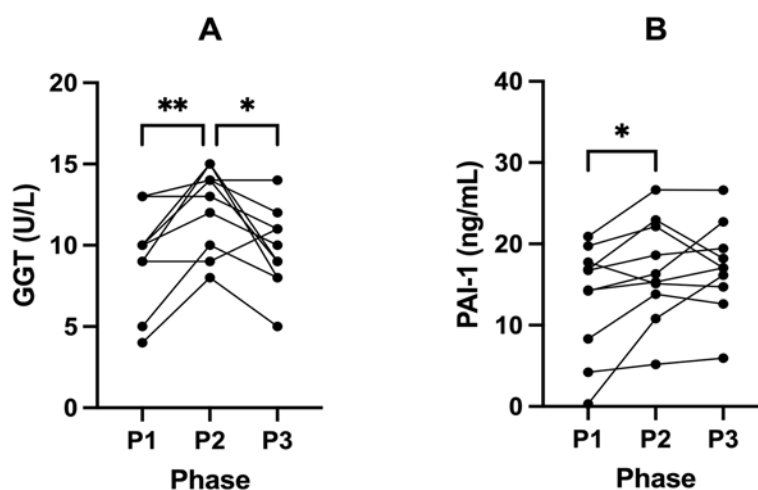 A
GGT (U/L)
20
15
10
5
0
** *
P1 P2 P3
Phase
B
PAI-1 (ng/mL)
40
30
20
10
0
*
P1 P2 P3
Phase